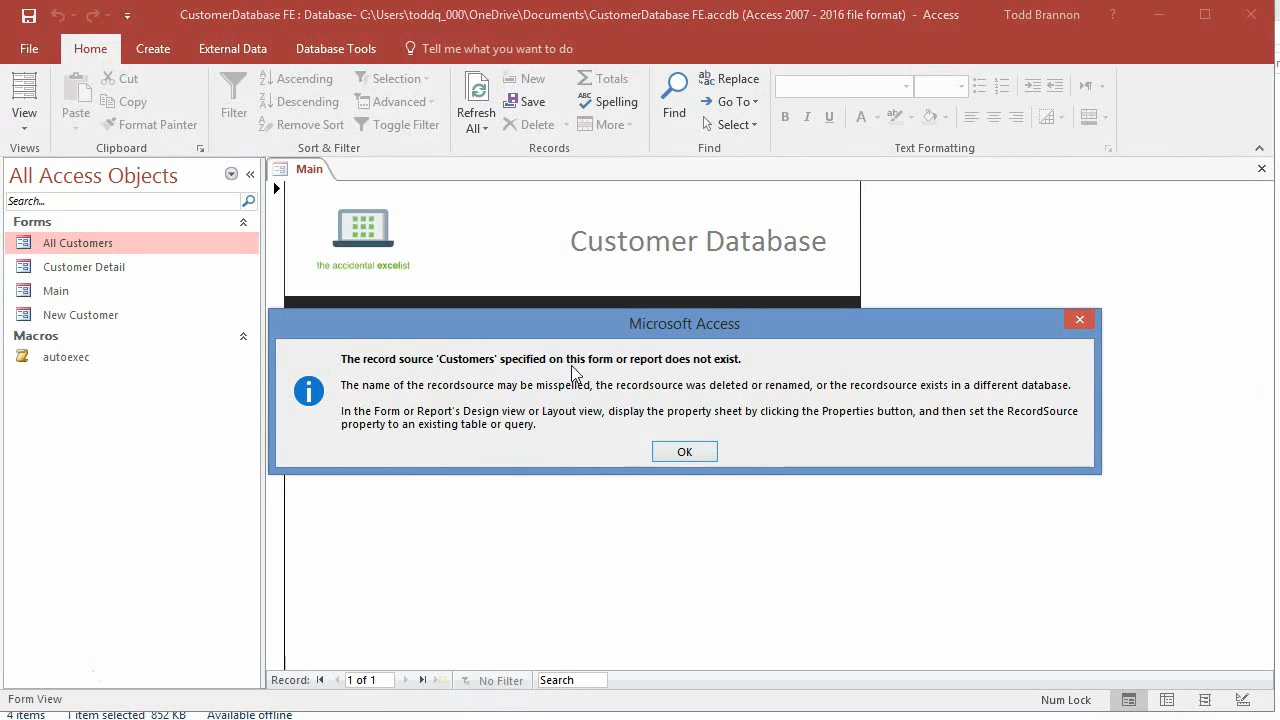 CustomerDatabase FE : Database- C:\Users\toddq_000\OneDrive\Documents\CustomerDatabase FE.accdb (Access 2007 - 2016 file format) - Access
Todd Brannon
?
File
Home
Create
External Data
Database Tools
Tell me what you want to do
View
Views
Paste
Cut
Copy
Format Painter
Clipboard
Filter
Ascending
Descending
Remove Sort
Selection
Advanced
Toggle Filter
Sort & Filter
Refresh
All
New
Save
Delete
Totals
Spelling
More
Records
Find
Replace
Go To
Select
Find
B I U
A
Text Formatting
All Access Objects
Search...
Forms
All Customers
Customer Detail
Main
New Customer
Macros
autoexec
Main
the accidental excelist
Customer Database
Microsoft Access
The record source 'Customers' specified on this form or report does not exist.
The name of the recordsource may be misspelled, the recordsource was deleted or renamed, or the recordsource exists in a different database.
In the Form or Report's Design view or Layout view, display the property sheet by clicking the Properties button, and then set the RecordSource
property to an existing table or query.
OK
Record:
1 of 1
No Filter
Search
Form View
Num Lock
4 items
1 item selected 852 KB
Available offline